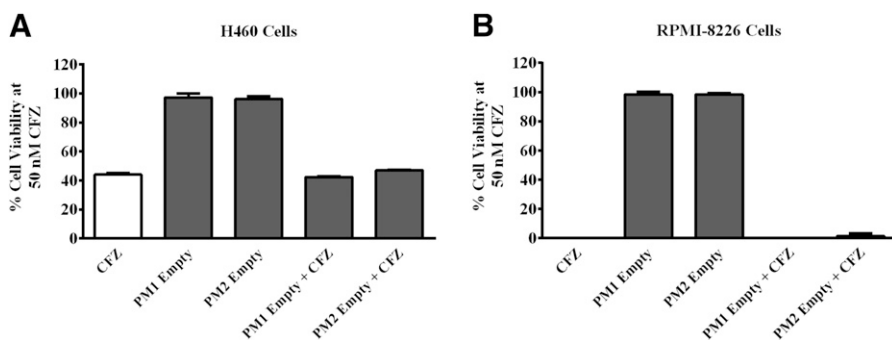 A
H460 Cells
% Cell Viability at
50 nM CFZ
120
100
80
60
40
20
0
CFZ
PM1 Empty
PM2 Empty
PM1 Empty + CFZ
PM2 Empty + CFZ
B
RPMI-8226 Cells
% Cell Viability at
50 nM CFZ
120
100
80
60
40
20
0
CFZ
PM1 Empty
PM2 Empty
PM1 Empty + CFZ
PM2 Empty + CFZ